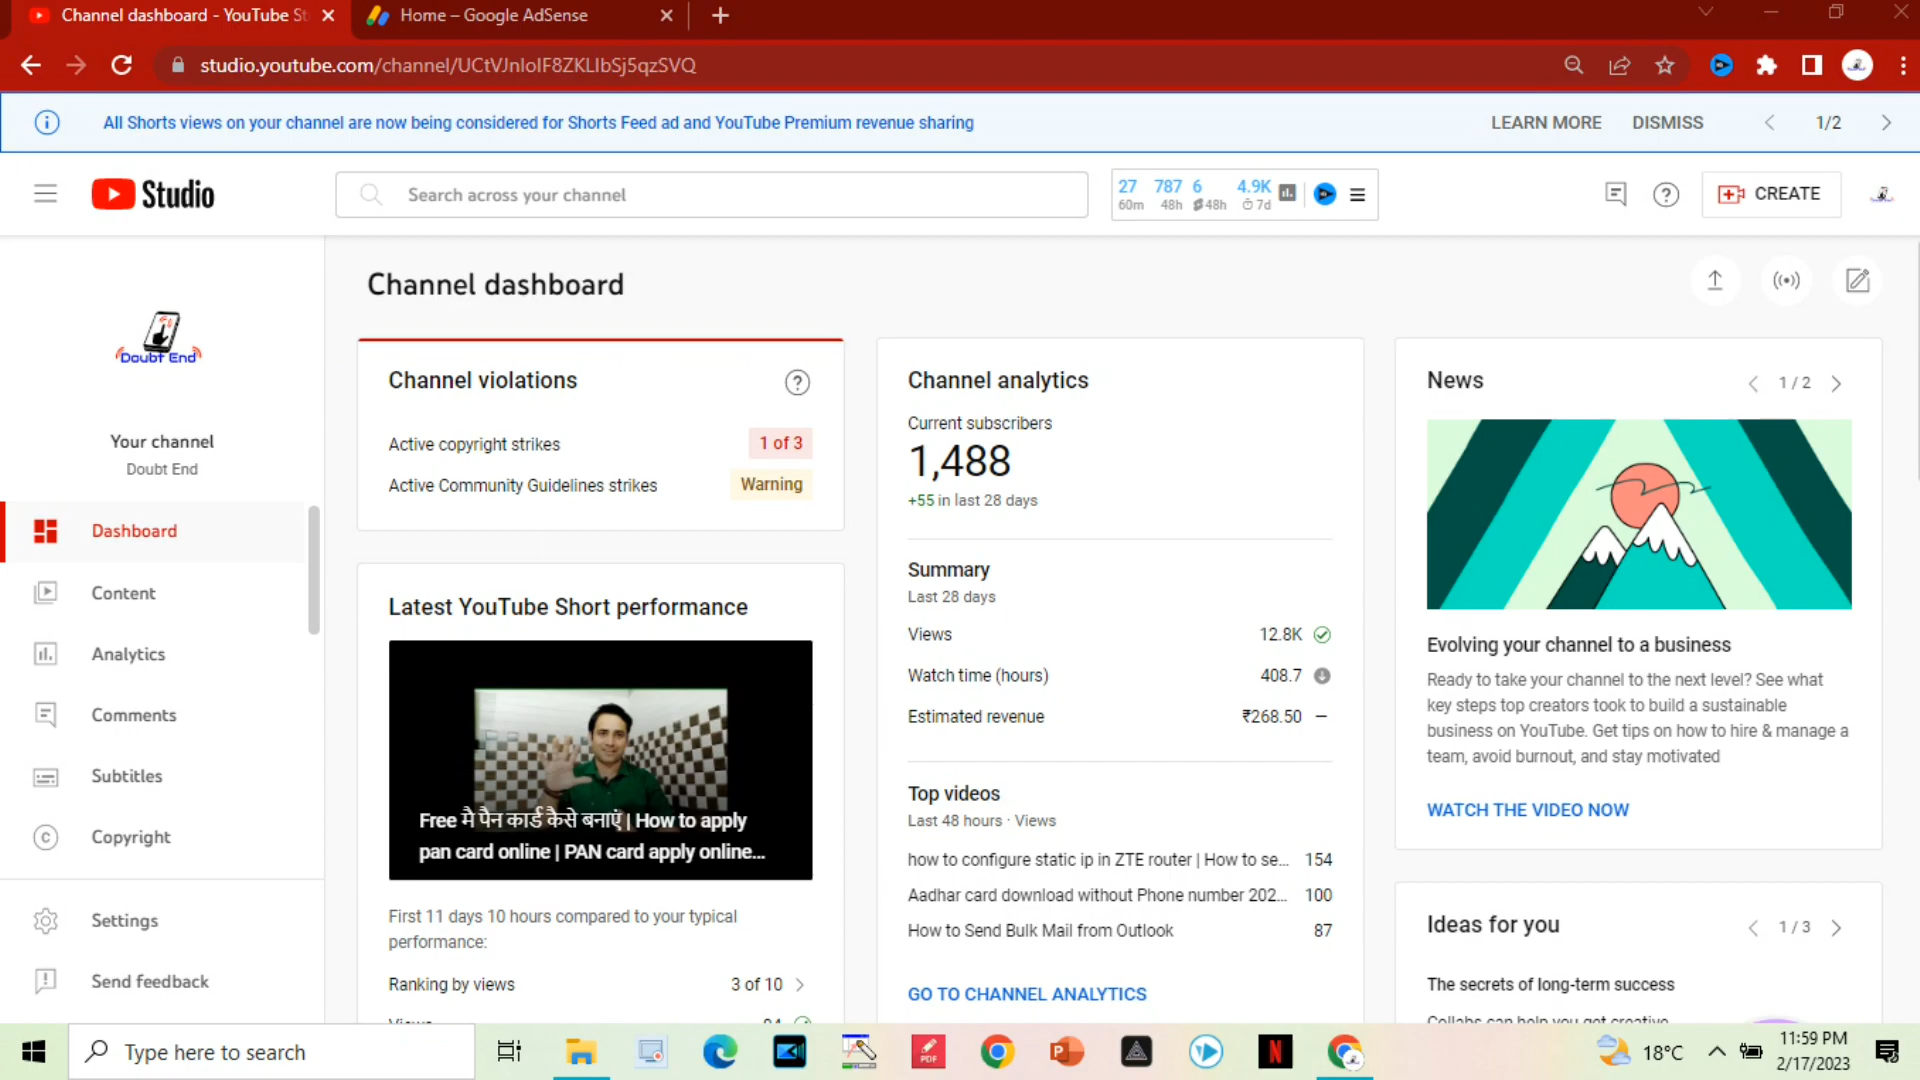 Channel dashboard - YouTube St
Home – Google AdSense
studio.youtube.com/channel/UCtVJnIoIF8ZKLIbSj5qzSVQ
All Shorts views on your channel are now being considered for Shorts Feed ad and YouTube Premium revenue sharing
LEARN MORE
DISMISS
1/2
Studio
Search across your channel
27 787 6 4.9K
60m 48h 48h 7d
CREATE
Channel dashboard
Doubt End
Your channel
Doubt End
Dashboard
Content
Analytics
Comments
Subtitles
Copyright
Settings
Send feedback
Channel violations
Active copyright strikes 1 of 3
Active Community Guidelines strikes Warning
Latest YouTube Short performance
Free मै पैन कार्ड कैसे बनाएं | How to apply
pan card online | PAN card apply online...
First 11 days 10 hours compared to your typical
performance:
Ranking by views 3 of 10
Channel analytics
Current subscribers
1,488
+55 in last 28 days
Summary
Last 28 days
Views 12.8K
Watch time (hours) 408.7
Estimated revenue ₹268.50 —
Top videos
Last 48 hours · Views
how to configure static ip in ZTE router | How to se... 154
Aadhar card download without Phone number 202... 100
How to Send Bulk Mail from Outlook 87
GO TO CHANNEL ANALYTICS
News
1 / 2
Evolving your channel to a business
Ready to take your channel to the next level? See what
key steps top creators took to build a sustainable
business on YouTube. Get tips on how to hire & manage a
team, avoid burnout, and stay motivated
WATCH THE VIDEO NOW
Ideas for you
1 / 3
The secrets of long-term success
Collabs can help you get creative
Type here to search
PDF
18°C
11:59 PM
2/17/2023